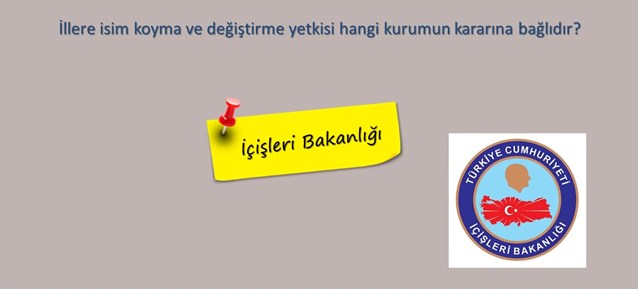 İllere isim koyma ve değiştirme yetkisi hangi kurumun kararına bağlıdır?
İçişleri Bakanlığı
TÜRKİYE CUMHURİYETİ
İÇİŞLERİ BAKANLIĞI